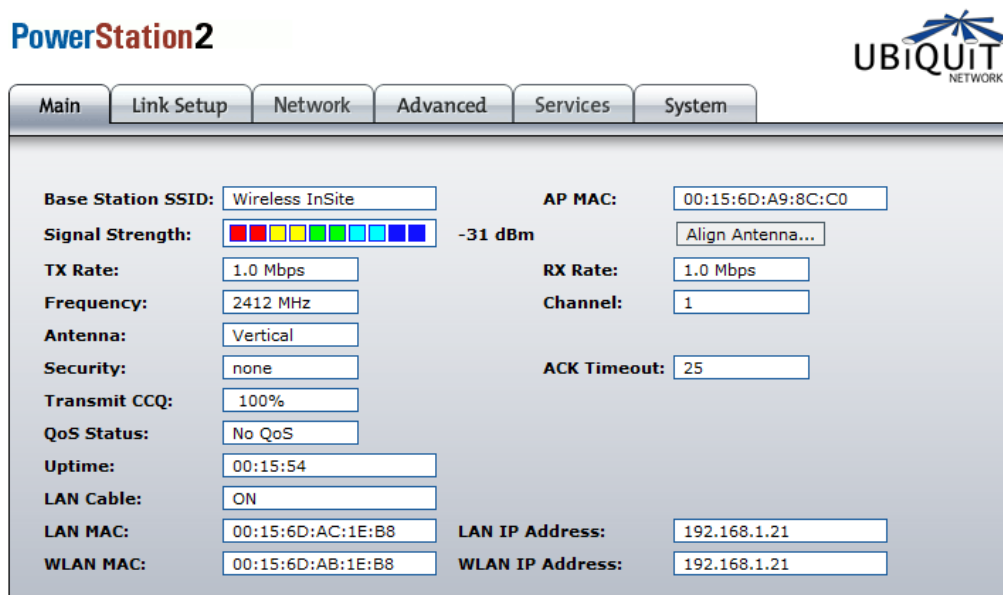 PowerStation2
UBiQUiT
NETWORK
Main Link Setup Network Advanced Services System
Base Station SSID: Wireless InSite AP MAC: 00:15:6D:A9:8C:C0
Signal Strength: -31 dBm Align Antenna...
TX Rate: 1.0 Mbps RX Rate: 1.0 Mbps
Frequency: 2412 MHz Channel: 1
Antenna: Vertical
Security: none ACK Timeout: 25
Transmit CCQ: 100%
QoS Status: No QoS
Uptime: 00:15:54
LAN Cable: ON
LAN MAC: 00:15:6D:AC:1E:B8 LAN IP Address: 192.168.1.21
WLAN MAC: 00:15:6D:AB:1E:B8 WLAN IP Address: 192.168.1.21